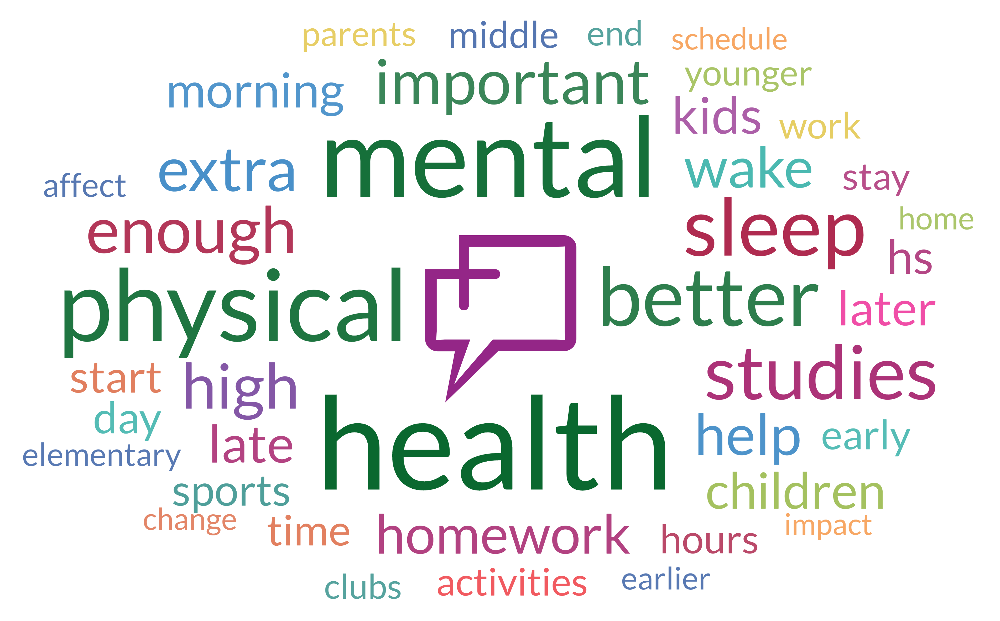 parents middle end schedule
morning important younger
kids work
affect extra mental wake stay
enough sleep home
hs
physical better later
start high studies
day late health help early
elementary
sports children
change time homework hours impact
clubs activities earlier